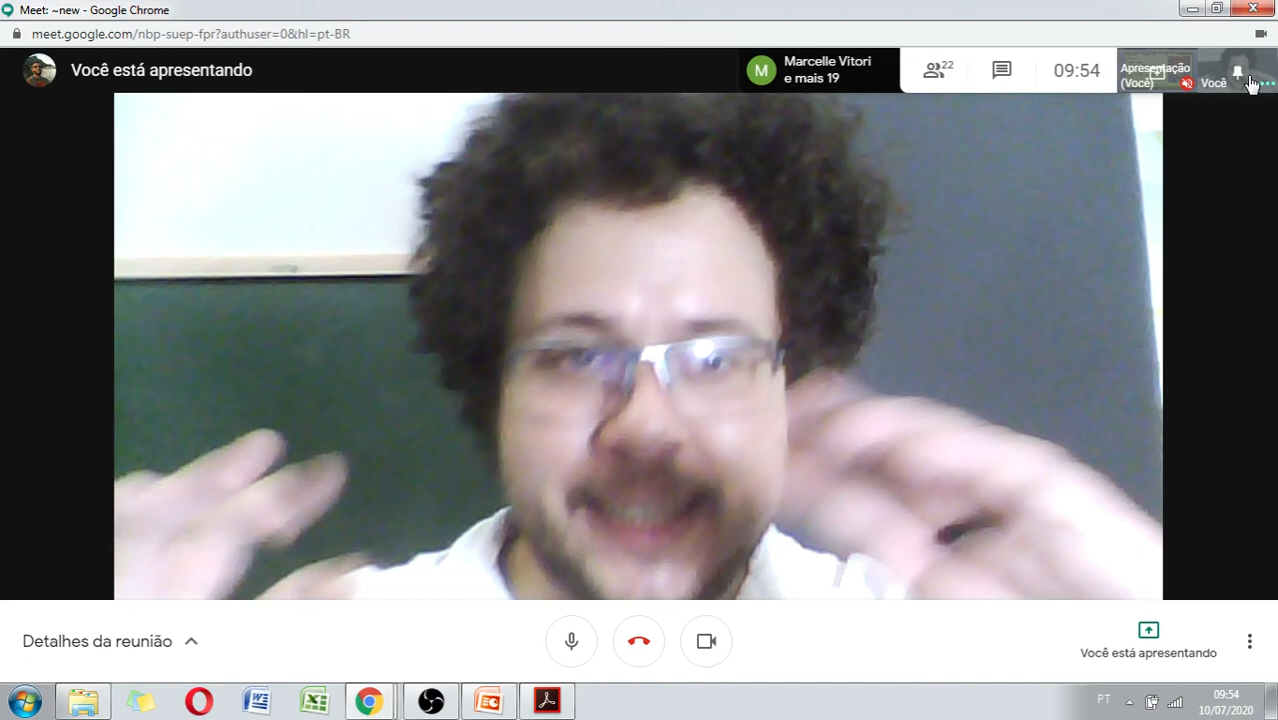 Meet: ~new - Google Chrome
meet.google.com/nbp-suep-fpr?authuser=0&hl=pt-BR
Você está apresentando
M
Marcelle Vitori
e mais 19
22
09:54
Apresentação
(Você)
Você
Detalhes da reunião
Você está apresentando
PT
09:54
10/07/2020